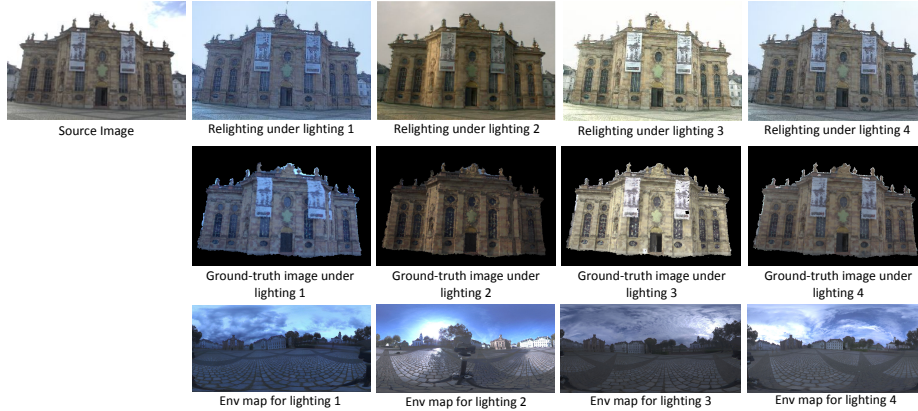 Source Image
Relighting under lighting 1
Relighting under lighting 2
Relighting under lighting 3
Relighting under lighting 4
Ground-truth image under
lighting 1
Ground-truth image under
lighting 2
Ground-truth image under
lighting 3
Ground-truth image under
lighting 4
Env map for lighting 1
Env map for lighting 2
Env map for lighting 3
Env map for lighting 4